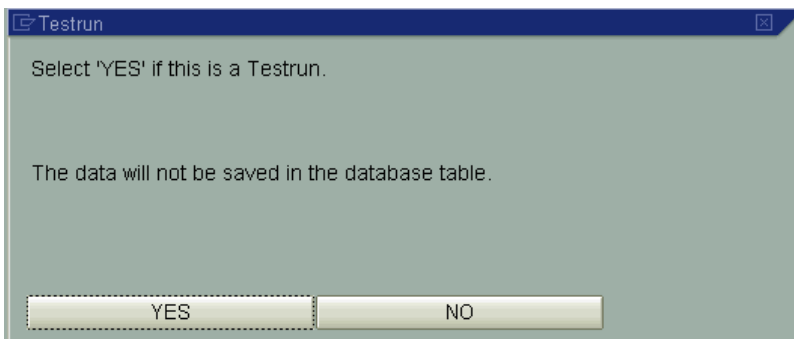 Testrun
Select 'YES' if this is a Testrun.
The data will not be saved in the database table.
YES NO